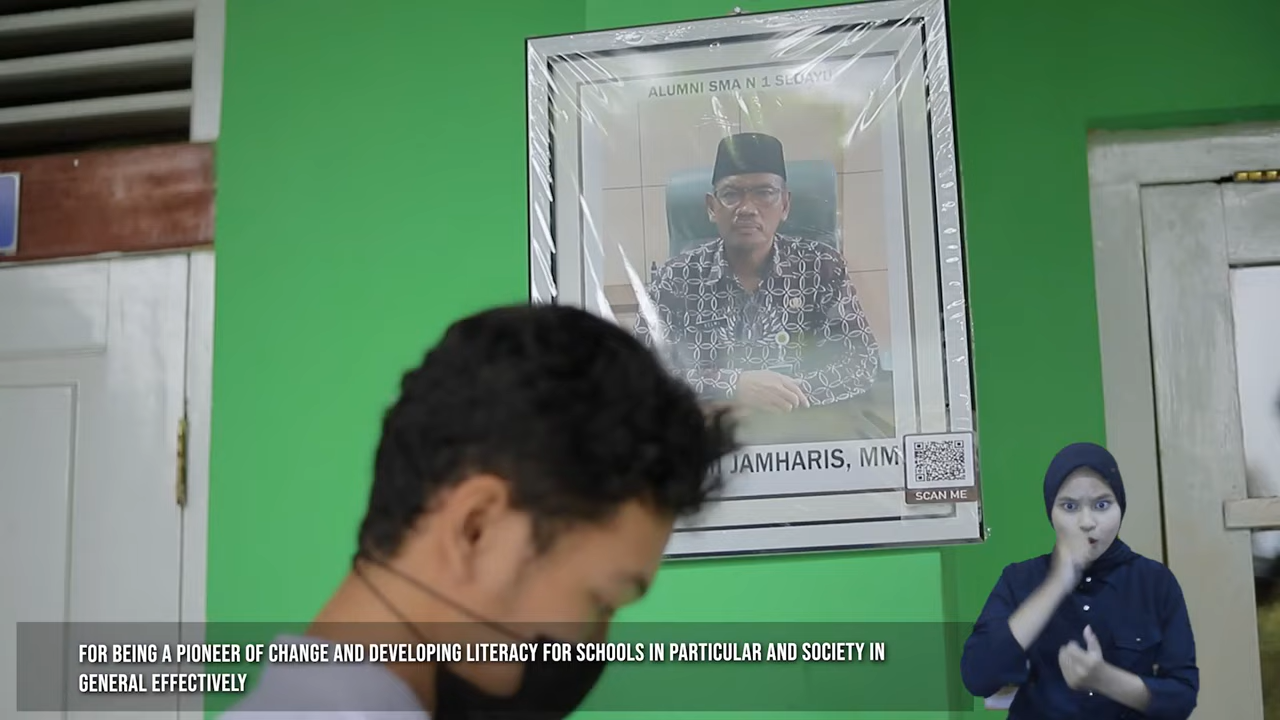 ALUMNI SMA N 1 SEDAYU
JAMHARIS, MM
SCAN ME
FOR BEING A PIONEER OF CHANGE AND DEVELOPING LITERACY FOR SCHOOLS IN PARTICULAR AND SOCIETY IN
GENERAL EFFECTIVELY